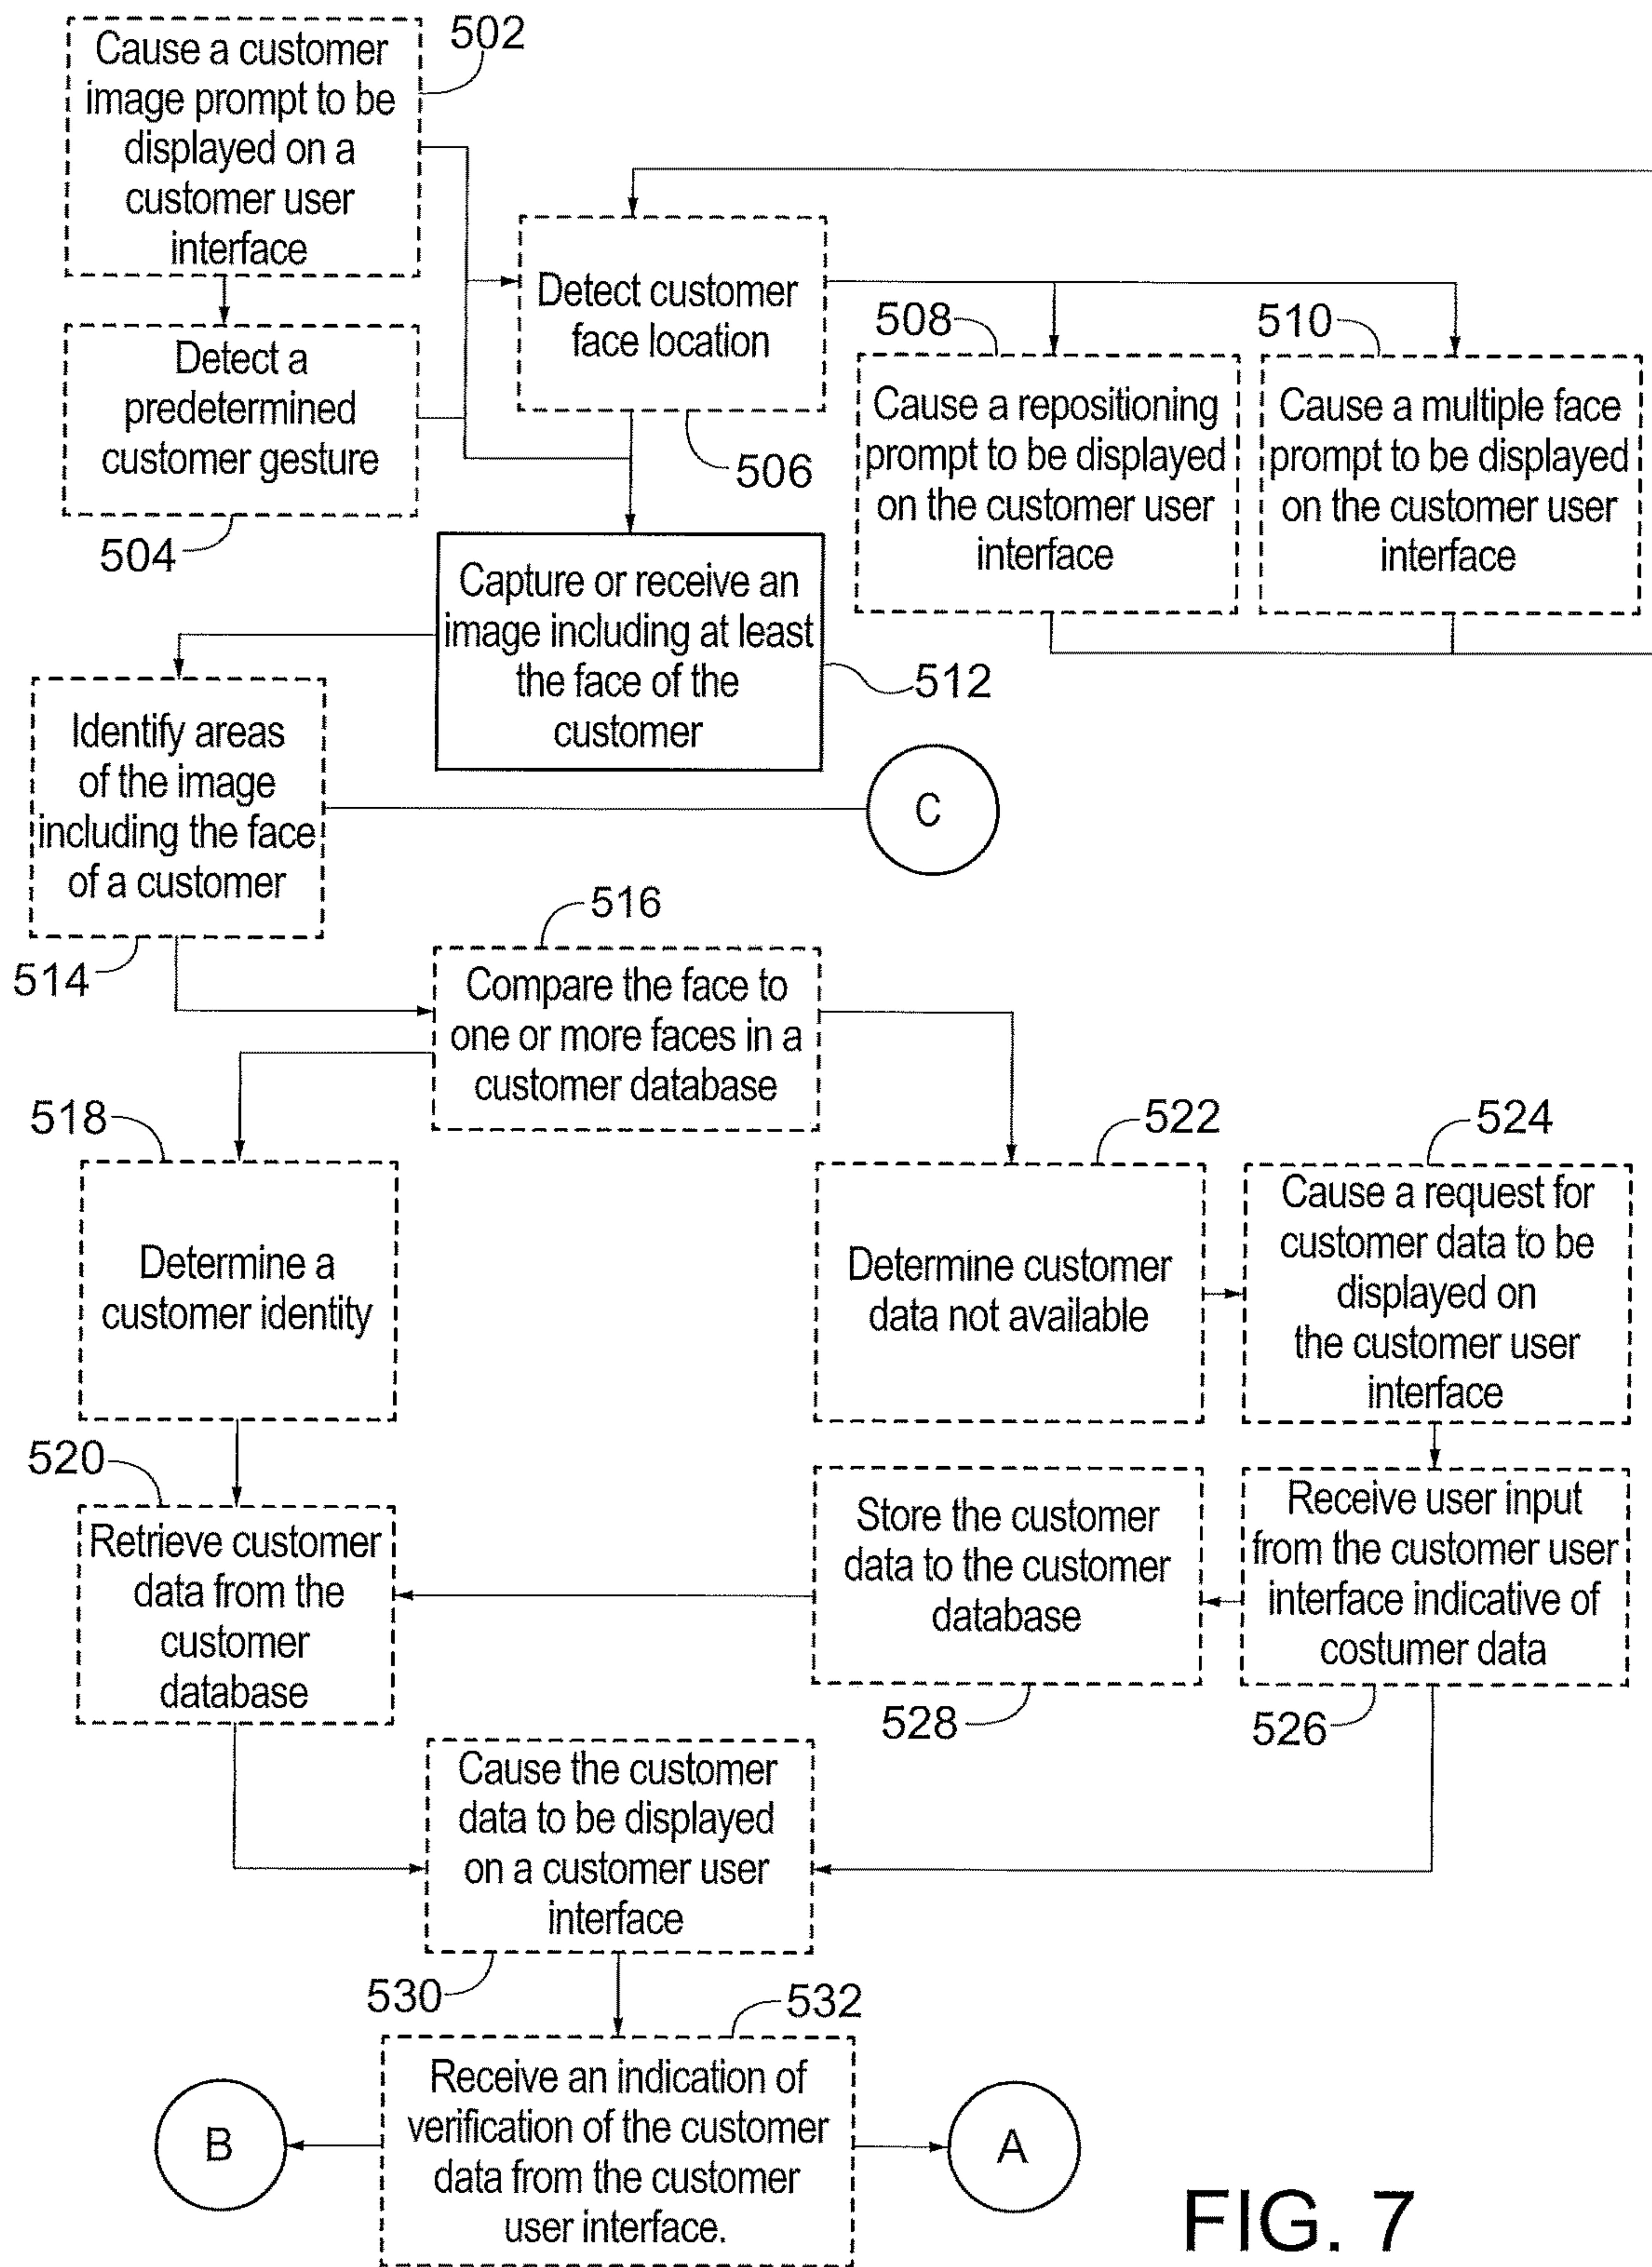 502
Cause a customer
image prompt to be
displayed on a
customer user
interface
Detect customer
face location
506
508
Cause a repositioning
prompt to be displayed
on the customer user
interface
510
Cause a multiple face
prompt to be displayed
on the customer user
interface
Detect a
predetermined
customer gesture
504
Capture or receive an
image including at least
the face of the
customer
512
Identify areas
of the image
including the face
of a customer
514
C
516
Compare the face to
one or more faces in a
customer database
518
Determine a
customer identity
522
Determine customer
data not available
524
Cause a request for
customer data to be
displayed on
the customer user
interface
520
Retrieve customer
data from the
customer
database
Store the customer
data to the customer
database
528
Receive user input
from the customer user
interface indicative of
costumer data
526
Cause the customer
data to be displayed
on a customer user
interface
530
532
Receive an indication of
verification of the customer
data from the customer
user interface.
B
A
FIG. 7